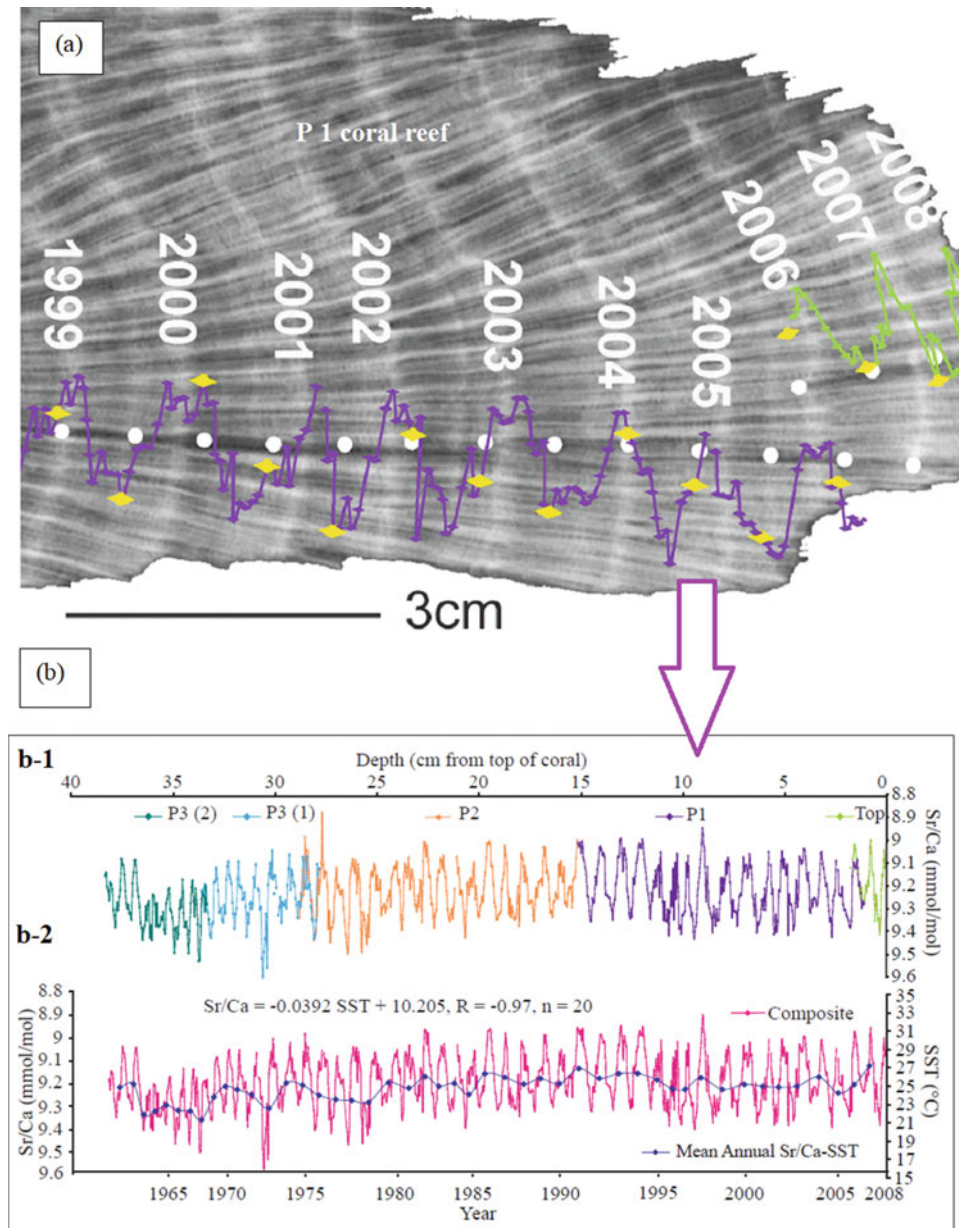 (a)
P 1 coral reef
1999
2000
2001
2002
2003
2004
2005
2006
2007
2008
3cm
(b)
b-1
Depth (cm from top of coral)
40 35 30 25 20 15 10 5 0
P3 (2) P3 (1) P2 P1 Top
8.8
9
9.1
9.2
9.3
9.4
9.5
9.6
Sr/Ca (mmol/mol)
b-2
Sr/Ca = -0.0392 SST + 10.205, R = -0.97, n = 20
Composite
Mean Annual Sr/Ca-SST
8.8
9
9.1
9.2
9.3
9.4
9.5
9.6
Sr/Ca (mmol/mol)
35
31
29
27
25
23
21
19
17
15
SST (°C)
1965 1970 1975 1980 1985 1990 1995 2000 2005 2008
Year